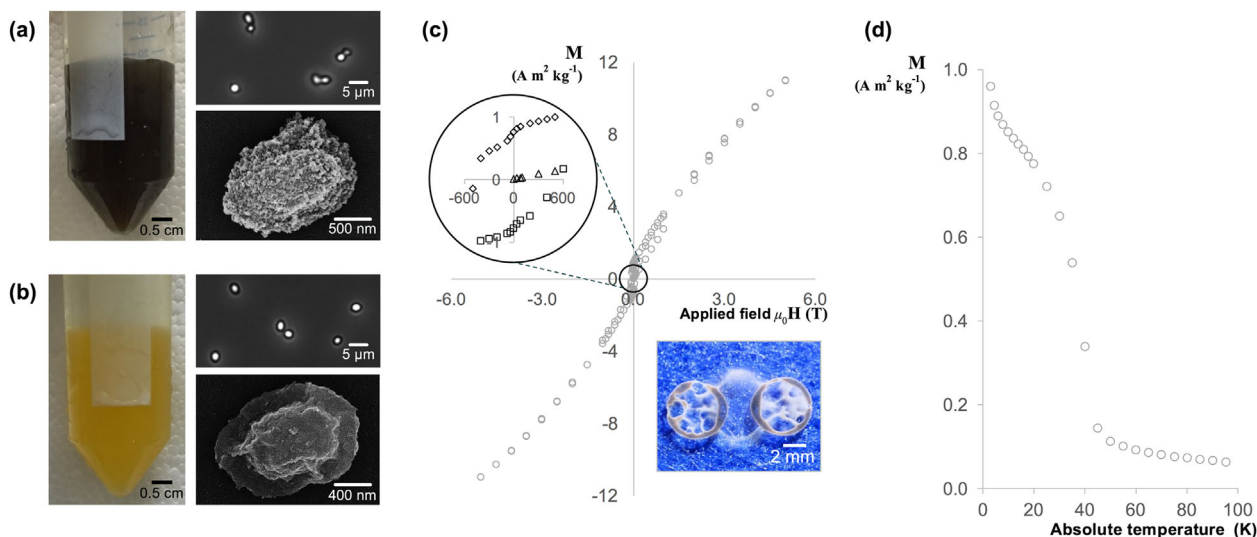 (a)
5 µm
500 nm
0.5 cm
(b)
5 µm
400 nm
0.5 cm
(c)
M
(A m² kg⁻¹)
12
8
4
0
-4
-8
-12
-6.0
-3.0
0.0
3.0
6.0
Applied field µ₀H (T)
1
-600
0
600
-1
2 mm
(d)
M
(A m² kg⁻¹)
1.0
0.8
0.6
0.4
0.2
0.0
0
20
40
60
80
100
Absolute temperature (K)